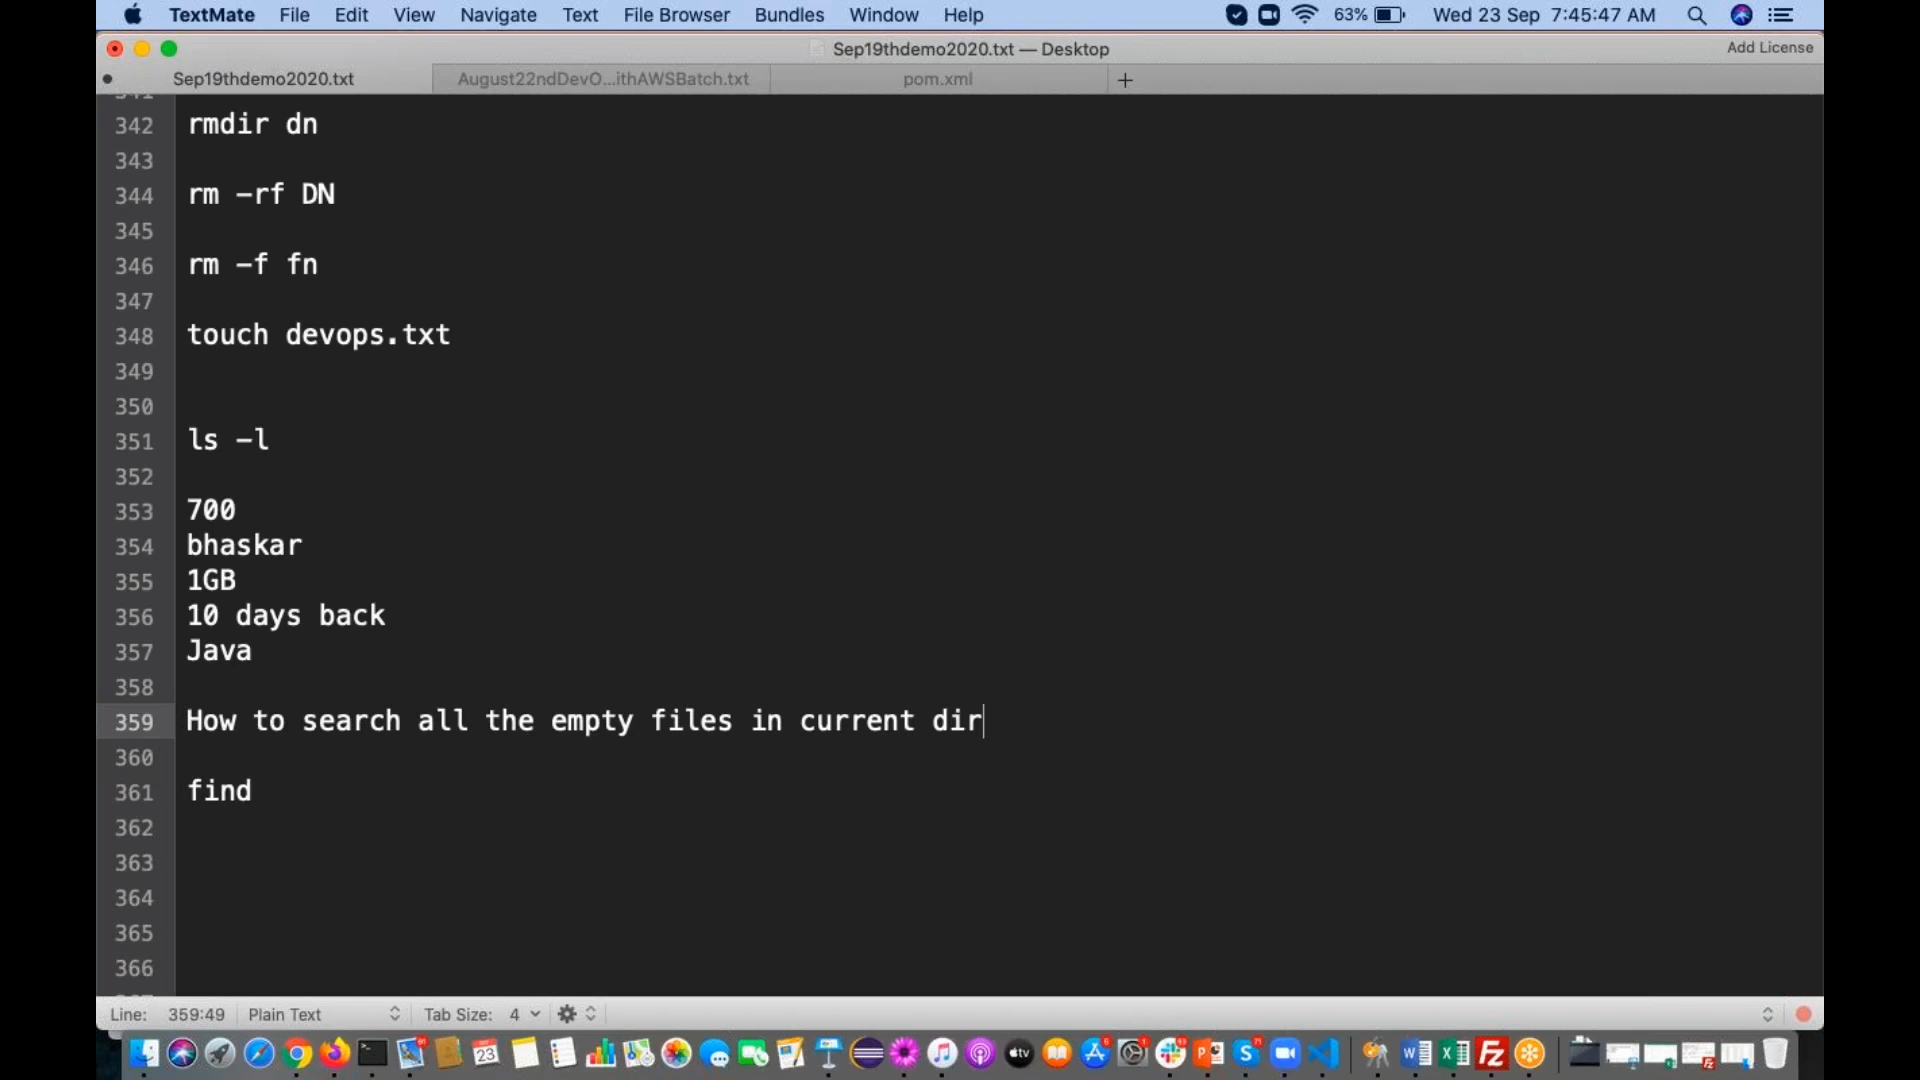 TextMate File Edit View Navigate Text File Browser Bundles Window Help 63% Wed 23 Sep 7:45:47 AM
Sep19thdemo2020.txt — Desktop Add License
Sep19thdemo2020.txt August22ndDevO...ithAWSBatch.txt pom.xml +
342 rmdir dn
343
344 rm -rf DN
345
346 rm -f fn
347
348 touch devops.txt
349
350
351 ls -l
352
353 700
354 bhaskar
355 1GB
356 10 days back
357 Java
358
359 How to search all the empty files in current dir
360
361 find
362
363
364
365
366
Line: 359:49 Plain Text Tab Size: 4